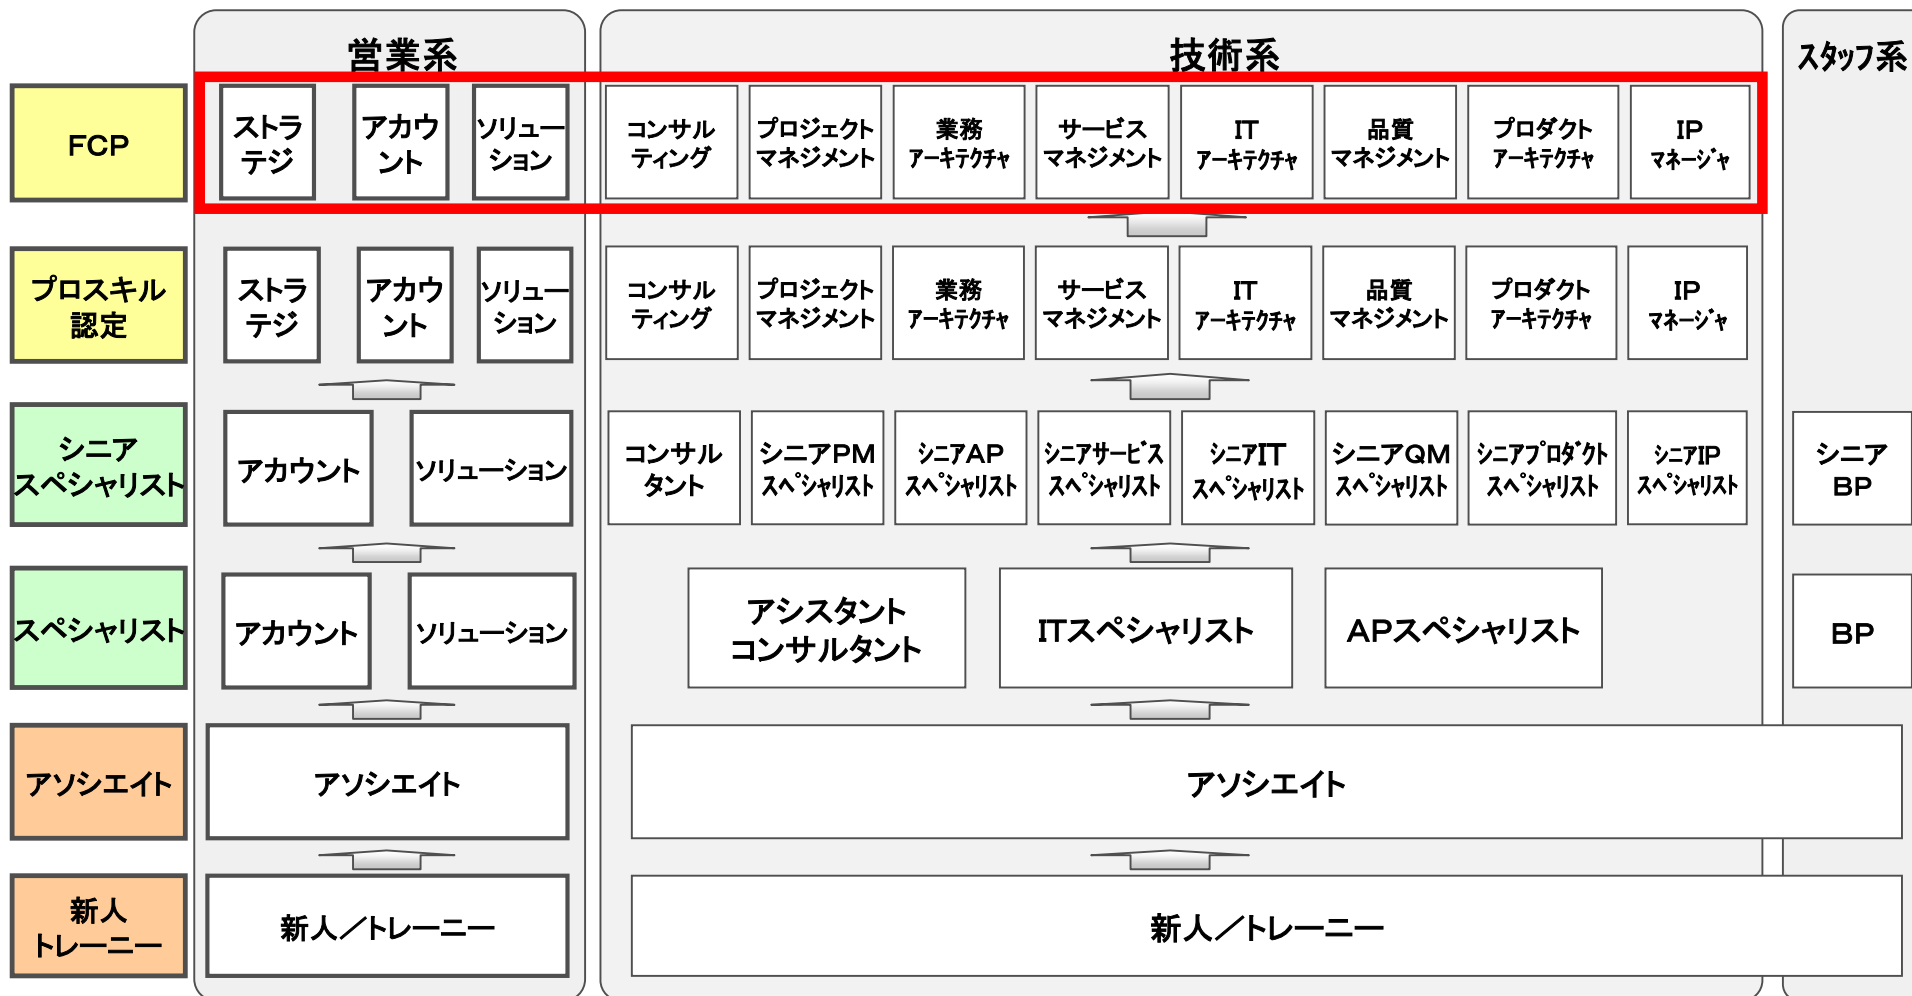 営業系
技術系
スタッフ系
FCP
ストラ
テジ
アカウ
ント
ソリュー
ション
コンサル
ティング
プロジェクト
マネジメント
業務
アーキテクチャ
サービス
マネジメント
IT
アーキテクチャ
品質
マネジメント
プロダクト
アーキテクチャ
IP
マネージャ
プロスキル
認定
ストラ
テジ
アカウ
ント
ソリュー
ション
コンサル
ティング
プロジェクト
マネジメント
業務
アーキテクチャ
サービス
マネジメント
IT
アーキテクチャ
品質
マネジメント
プロダクト
アーキテクチャ
IP
マネージャ
シニア
スペシャリスト
アカウント
ソリューション
コンサル
タント
シニアPM
スペシャリスト
シニアAP
スペシャリスト
シニアサービス
スペシャリスト
シニアIT
スペシャリスト
シニアQM
スペシャリスト
シニアプロダクト
スペシャリスト
シニアIP
スペシャリスト
シニア
BP
スペシャリスト
アカウント
ソリューション
アシスタント
コンサルタント
ITスペシャリスト
APスペシャリスト
BP
アソシエイト
アソシエイト
アソシエイト
新人
トレーニー
新人/トレーニー
新人/トレーニー